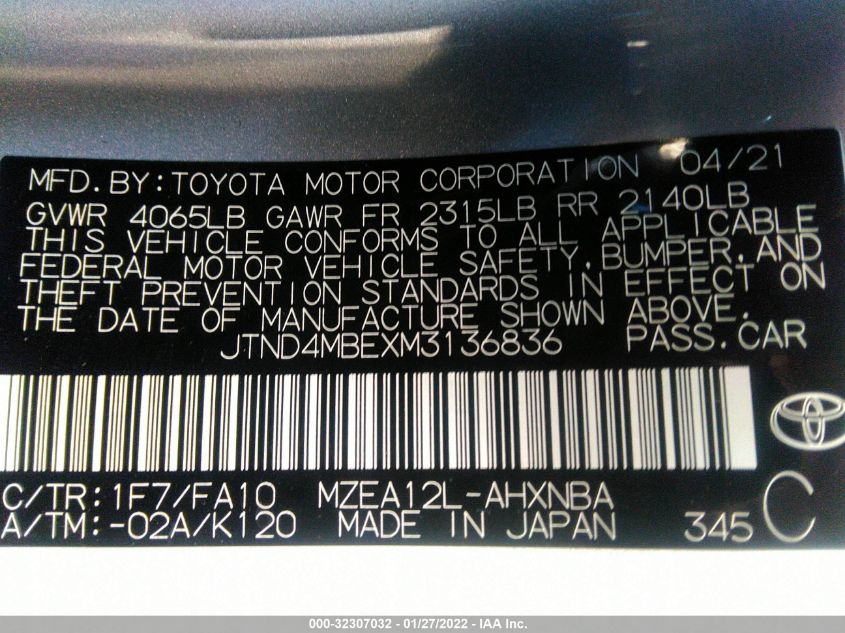 MFD.BY:TOYOTA MOTOR CORPORATION 04/21
GVWR 4065LB GAWR FR 2315LB RR 2140LB
THIS VEHICLE CONFORMS TO ALL APPLICABLE
FEDERAL MOTOR VEHICLE SAFETY,BUMPER,AND
THEFT PREVENTION STANDARDS IN EFFECT ON
THE DATE OF MANUFACTURE SHOWN ABOVE.
JTND4MBEXM3136836 PASS.CAR
C/TR:1F7/FA10 MZEA12L-AHXNBA C
A/TM:-02A/K120 MADE IN JAPAN 345
000-32307032 - 01/27/2022 - IAA Inc.